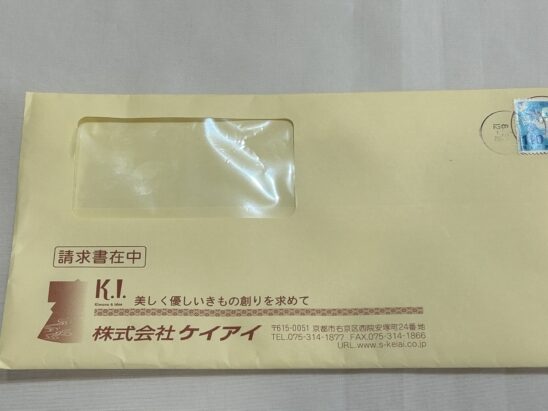 請求書在中
K.I.
Kimono & Idea
美しく優しいきもの創りを求めて
株式会社 ケイアイ
〒615-0051 京都市右京区西院安塚町24番地
TEL.075-314-1877 FAX.075-314-1866
URL.www.s-keiai.co.jp